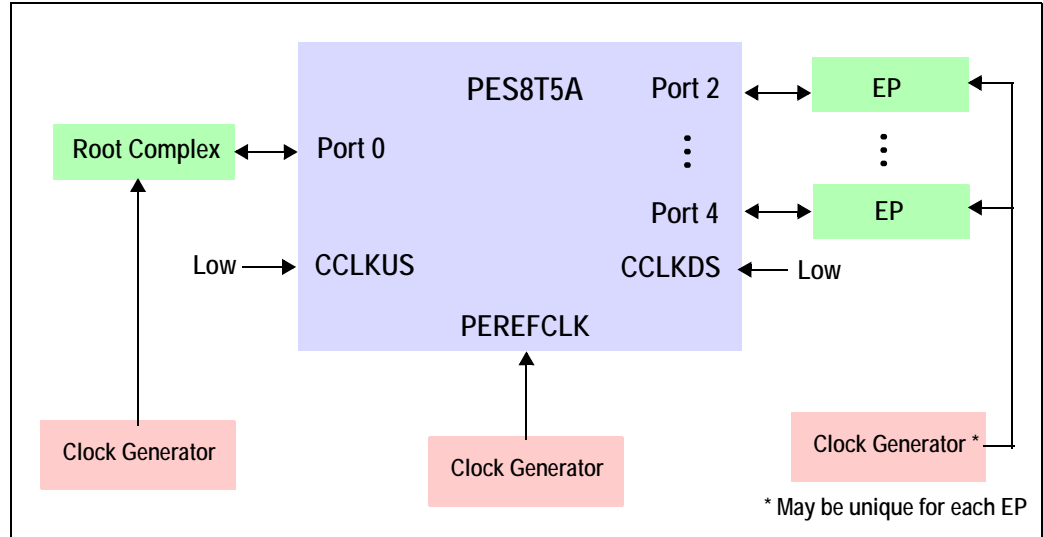 PES8T5A
Port 2
EP
Root Complex
Port 0
Port 4
EP
Low
CCLKUS
CCLKDS
Low
PEREFCLK
Clock Generator
Clock Generator
Clock Generator *
* May be unique for each EP